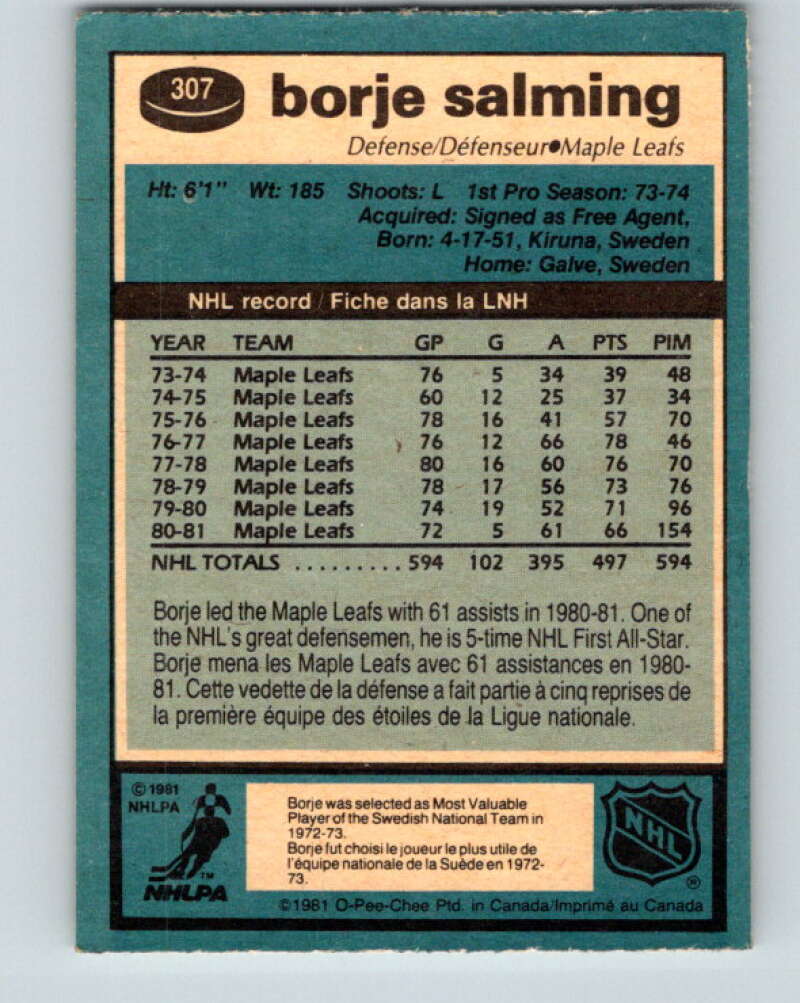 307 borje salming
Defense/Défenseur●Maple Leafs
Ht: 6'1" Wt: 185 Shoots: L 1st Pro Season: 73-74
Acquired: Signed as Free Agent,
Born: 4-17-51, Kiruna, Sweden
Home: Galve, Sweden
NHL record / Fiche dans la LNH
YEAR TEAM GP G A PTS PIM
73-74 Maple Leafs 76 5 34 39 48
74-75 Maple Leafs 60 12 25 37 34
75-76 Maple Leafs 78 16 41 57 70
76-77 Maple Leafs 76 12 66 78 46
77-78 Maple Leafs 80 16 60 76 70
78-79 Maple Leafs 78 17 56 73 76
79-80 Maple Leafs 74 19 52 71 96
80-81 Maple Leafs 72 5 61 66 154
NHL TOTALS ......... 594 102 395 497 594
Borje led the Maple Leafs with 61 assists in 1980-81. One of
the NHL's great defensemen, he is 5-time NHL First All-Star.
Borje mena les Maple Leafs avec 61 assistances en 1980-
81. Cette vedette de la défense a fait partie à cinq reprises de
la première équipe des étoiles de la Ligue nationale.
©1981
NHLPA
TM
NHLPA
Borje was selected as Most Valuable
Player of the Swedish National Team in
1972-73.
Borje fut choisi le joueur le plus utile de
l'équipe nationale de la Suède en 1972-
73.
NHL
®
©1981 O-Pee-Chee Ptd. in Canada/Imprimé au Canada